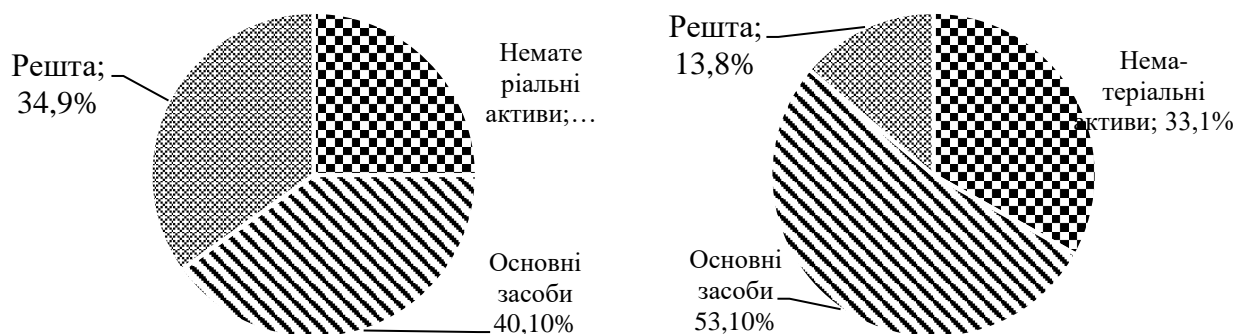 Решта;
34,9%
Немате
ріальні
активи;…
Основні
засоби
40,10%
Решта;
13,8%
Нема-
теріальні
активи; 33,1%
Основні
засоби
53,10%